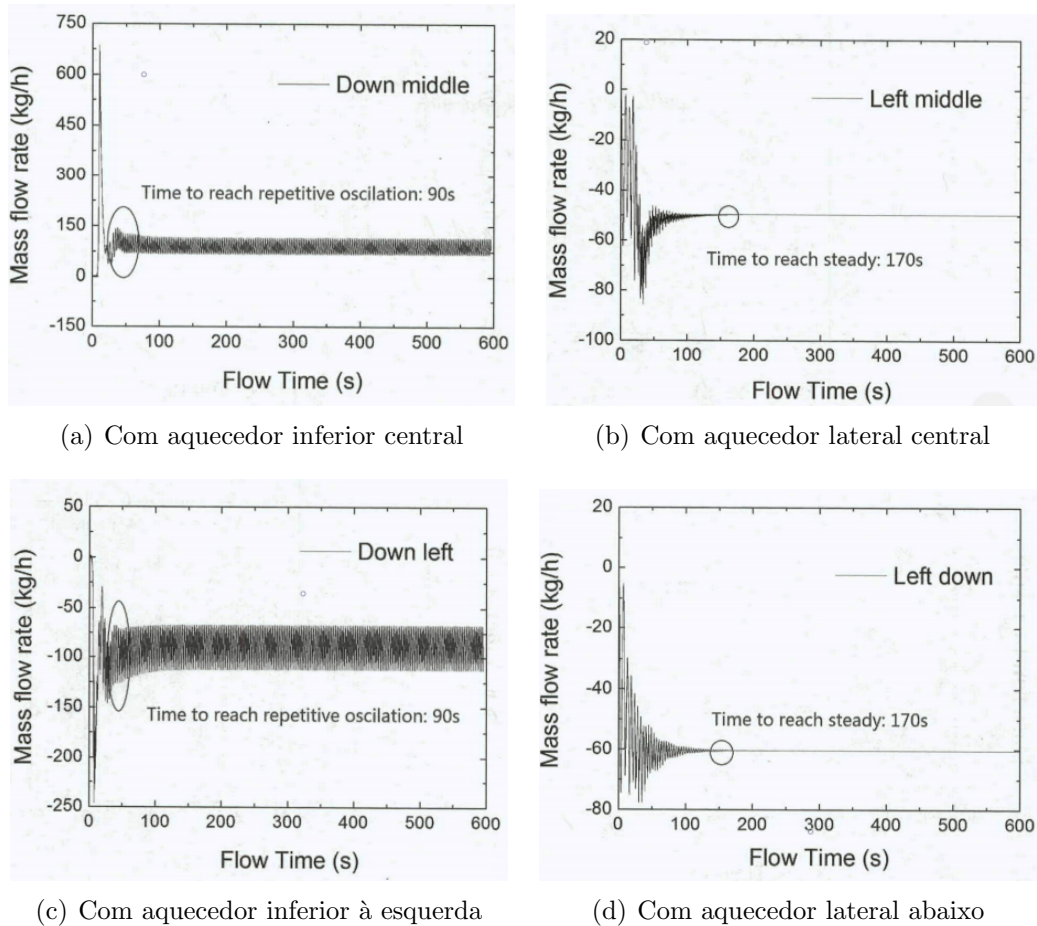 750
600
450
300
150
0
-150
Mass flow rate (kg/h)
Down middle
Time to reach repetitive oscilation: 90s
0 100 200 300 400 500 600
Flow Time (s)
(a) Com aquecedor inferior central
20
0
-20
-40
-60
-80
-100
Mass flow rate (kg/h)
Left middle
Time to reach steady: 170s
0 100 200 300 400 500 600
Flow Time (s)
(b) Com aquecedor lateral central
50
0
-50
-100
-150
-200
-250
Mass flow rate (kg/h)
Down left
Time to reach repetitive oscilation: 90s
0 100 200 300 400 500 600
Flow Time (s)
(c) Com aquecedor inferior à esquerda
20
0
-20
-40
-60
-80
Mass flow rate (kg/h)
Left down
Time to reach steady: 170s
0 100 200 300 400 500 600
Flow Time (s)
(d) Com aquecedor lateral abaixo